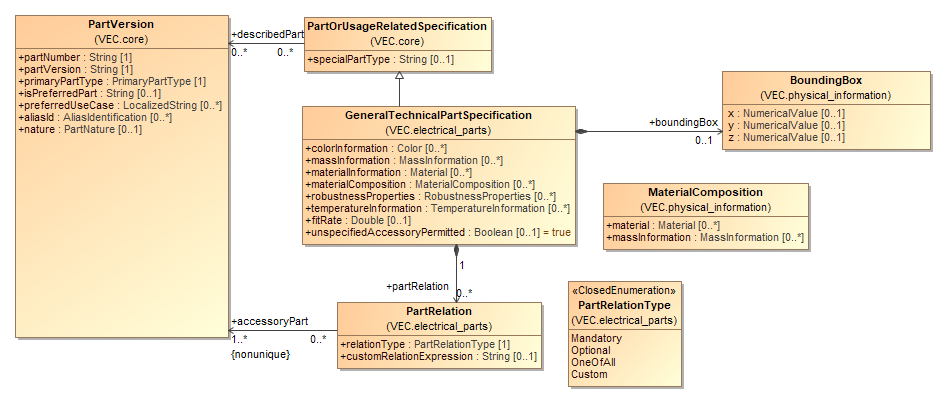 PartVersion
(VEC.core)
+partNumber : String [1]
+partVersion : String [1]
+primaryPartType : PrimaryPartType [1]
+isPreferredPart : String [0..1]
+preferredUseCase : LocalizedString [0..*]
+aliasId : AliasIdentification [0..*]
+nature : PartNature [0..1]
+describedPart
0..*
0..*
PartOrUsageRelatedSpecification
(VEC.core)
+specialPartType : String [0..1]
GeneralTechnicalPartSpecification
(VEC.electrical_parts)
+colorInformation : Color [0..*]
+massInformation : MassInformation [0..*]
+materialInformation : Material [0..*]
+materialComposition : MaterialComposition [0..*]
+robustnessProperties : RobustnessProperties [0..*]
+temperatureInformation : TemperatureInformation [0..*]
+fitRate : Double [0..1]
+unspecifiedAccessoryPermitted : Boolean [0..1] = true
+boundingBox
0..1
BoundingBox
(VEC.physical_information)
x : NumericalValue [0..1]
y : NumericalValue [0..1]
z : NumericalValue [0..1]
MaterialComposition
(VEC.physical_information)
+material : Material [0..*]
+massInformation : MassInformation [0..*]
1
+partRelation
0..*
PartRelation
(VEC.electrical_parts)
+relationType : PartRelationType [1]
+customRelationExpression : String [0..1]
+accessoryPart
1..*
0..*
{nonunique}
«ClosedEnumeration»
PartRelationType
(VEC.electrical_parts)
Mandatory
Optional
OneOfAll
Custom